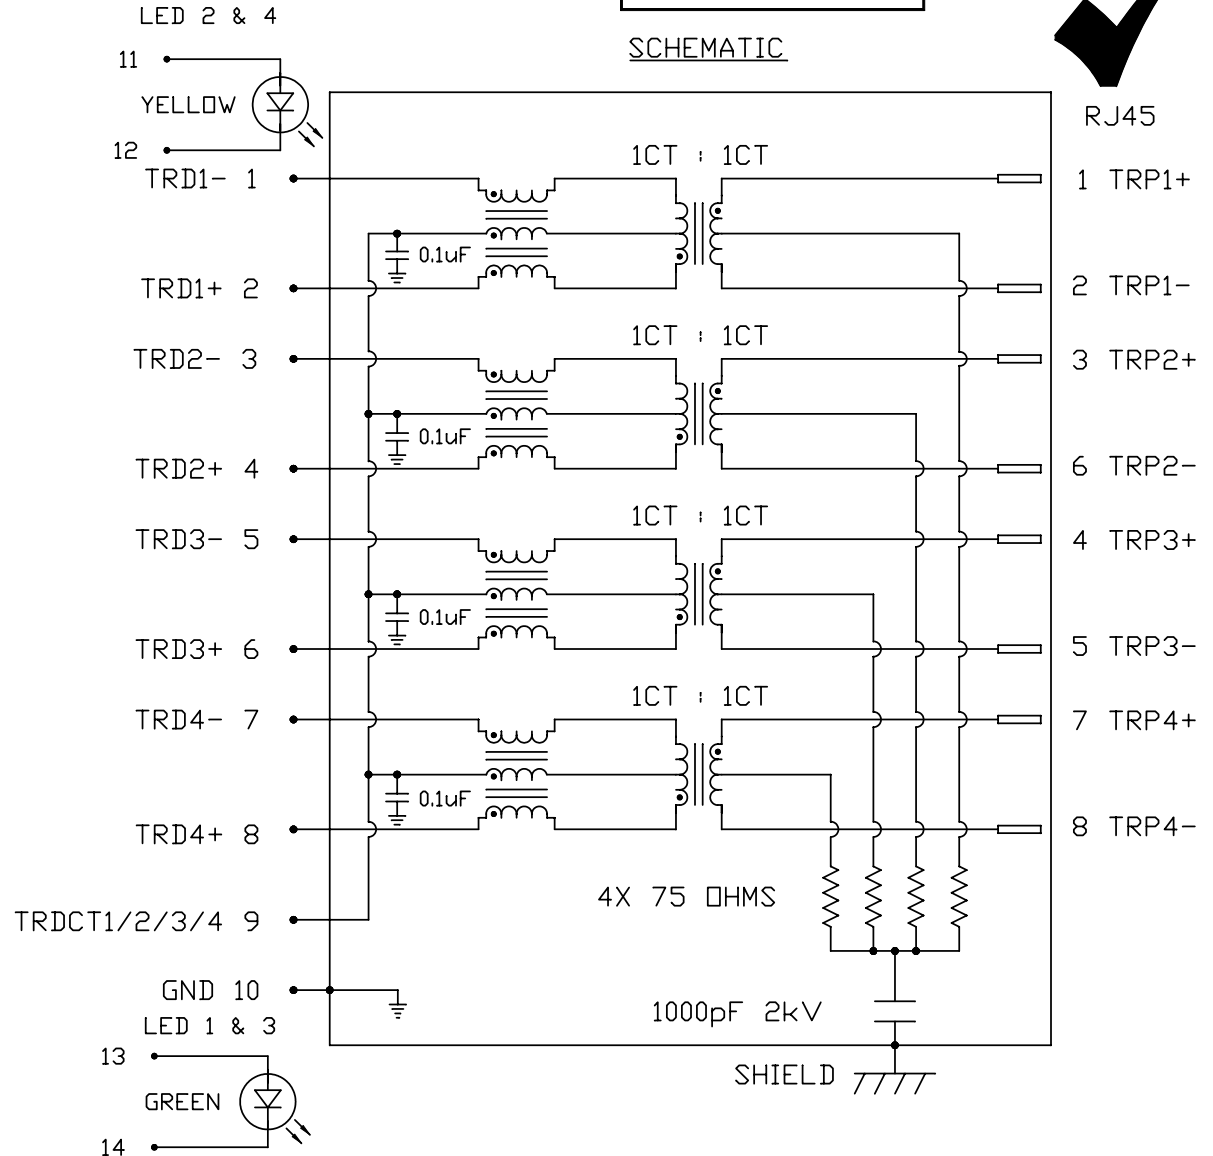 LED 2 & 4
SCHEMATIC
11
YELLOW
RJ45
12
1CT : 1CT
TRD1- 1
1 TRP1+
0.1uF
TRD1+ 2
2 TRP1-
1CT : 1CT
TRD2- 3
3 TRP2+
0.1uF
TRD2+ 4
6 TRP2-
1CT : 1CT
TRD3- 5
4 TRP3+
0.1uF
TRD3+ 6
5 TRP3-
1CT : 1CT
TRD4- 7
7 TRP4+
0.1uF
TRD4+ 8
8 TRP4-
4X 75 OHMS
TRDCT1/2/3/4 9
GND 10
1000pF 2kV
LED 1 & 3
13
SHIELD
GREEN
14